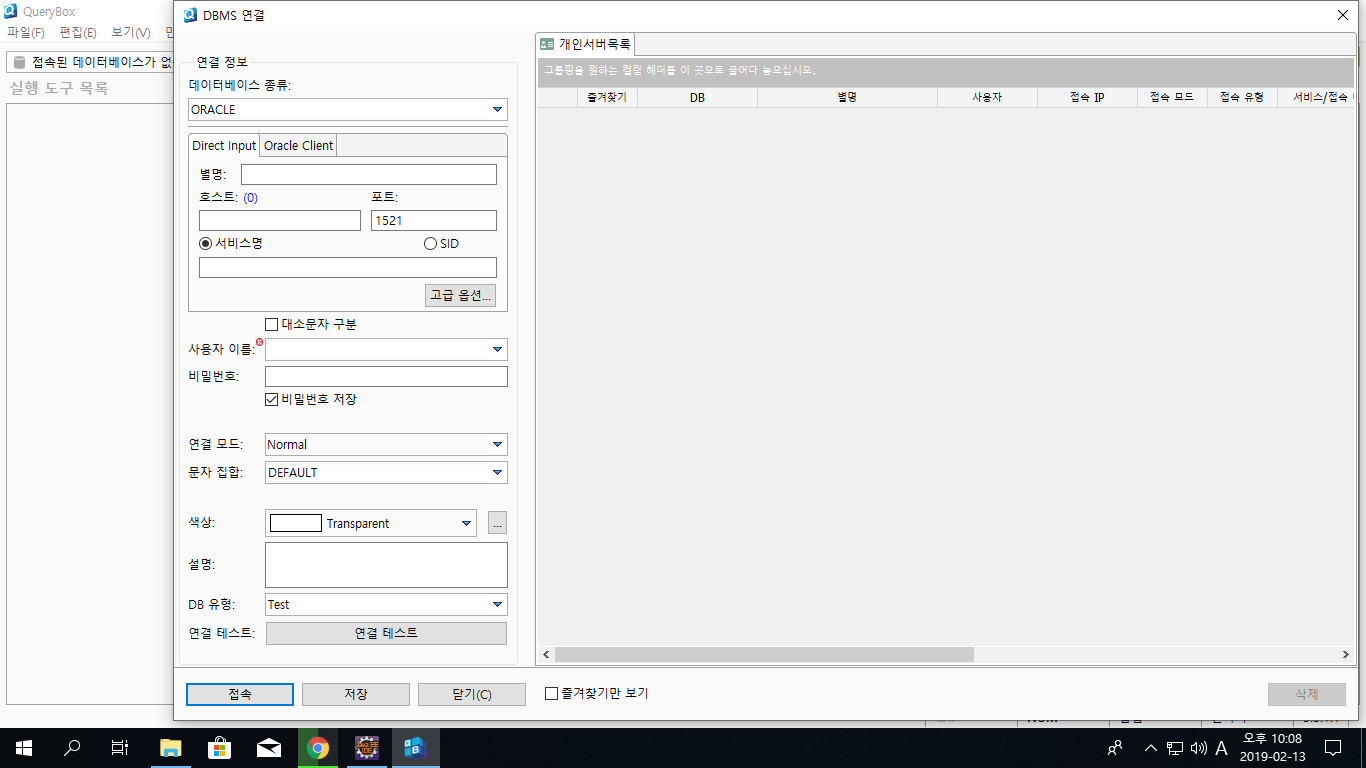 QueryBox
파일(F) 편집(E) 보기(V)
접속된 데이터베이스가 없
실행 도구 목록
DBMS 연결
연결 정보
데이터베이스 종류:
ORACLE
Direct Input Oracle Client
별명:
호스트: (0) 포트:
1521
서비스명 SID
고급 옵션...
대소문자 구분
사용자 이름:
비밀번호:
비밀번호 저장
연결 모드: Normal
문자 집합: DEFAULT
색상: Transparent ...
설명:
DB 유형: Test
연결 테스트: 연결 테스트
접속 저장 닫기(C) 즐겨찾기만 보기 삭제
개인서버목록
그룹핑을 원하는 컬럼 헤더를 이 곳으로 끌어다 놓으십시오.
즐겨찾기 DB 별명 사용자 접속 IP 접속 모드 접속 유형 서비스/접속
A 오후 10:08
2019-02-13